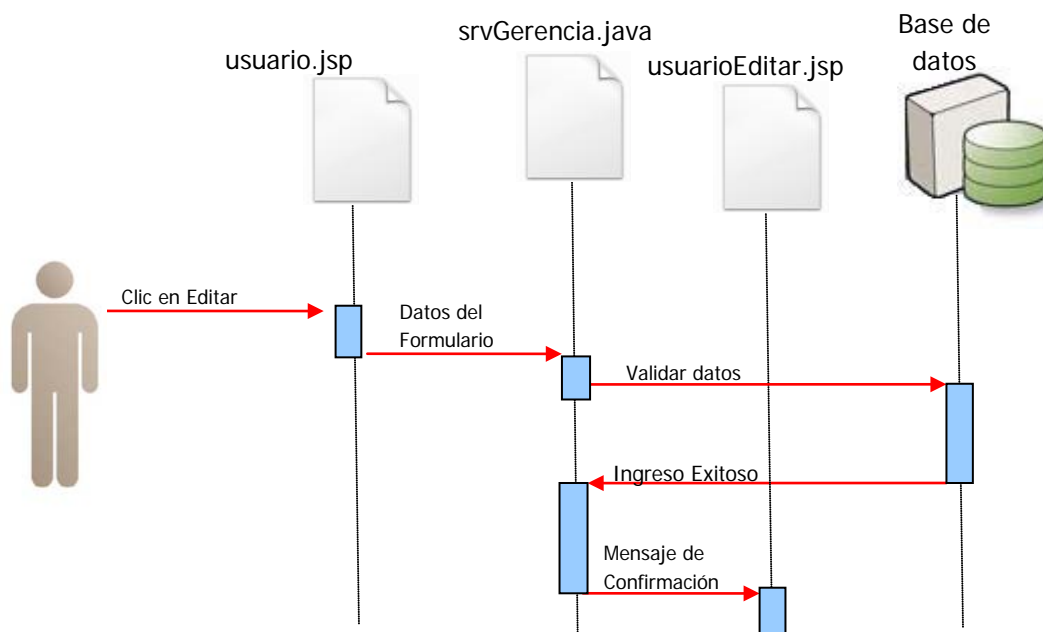 usuario.jsp
srvGerencia.java
usuarioEditar.jsp
Base de
datos
Clic en Editar
Datos del
Formulario
Validar datos
Ingreso Exitoso
Mensaje de
Confirmación